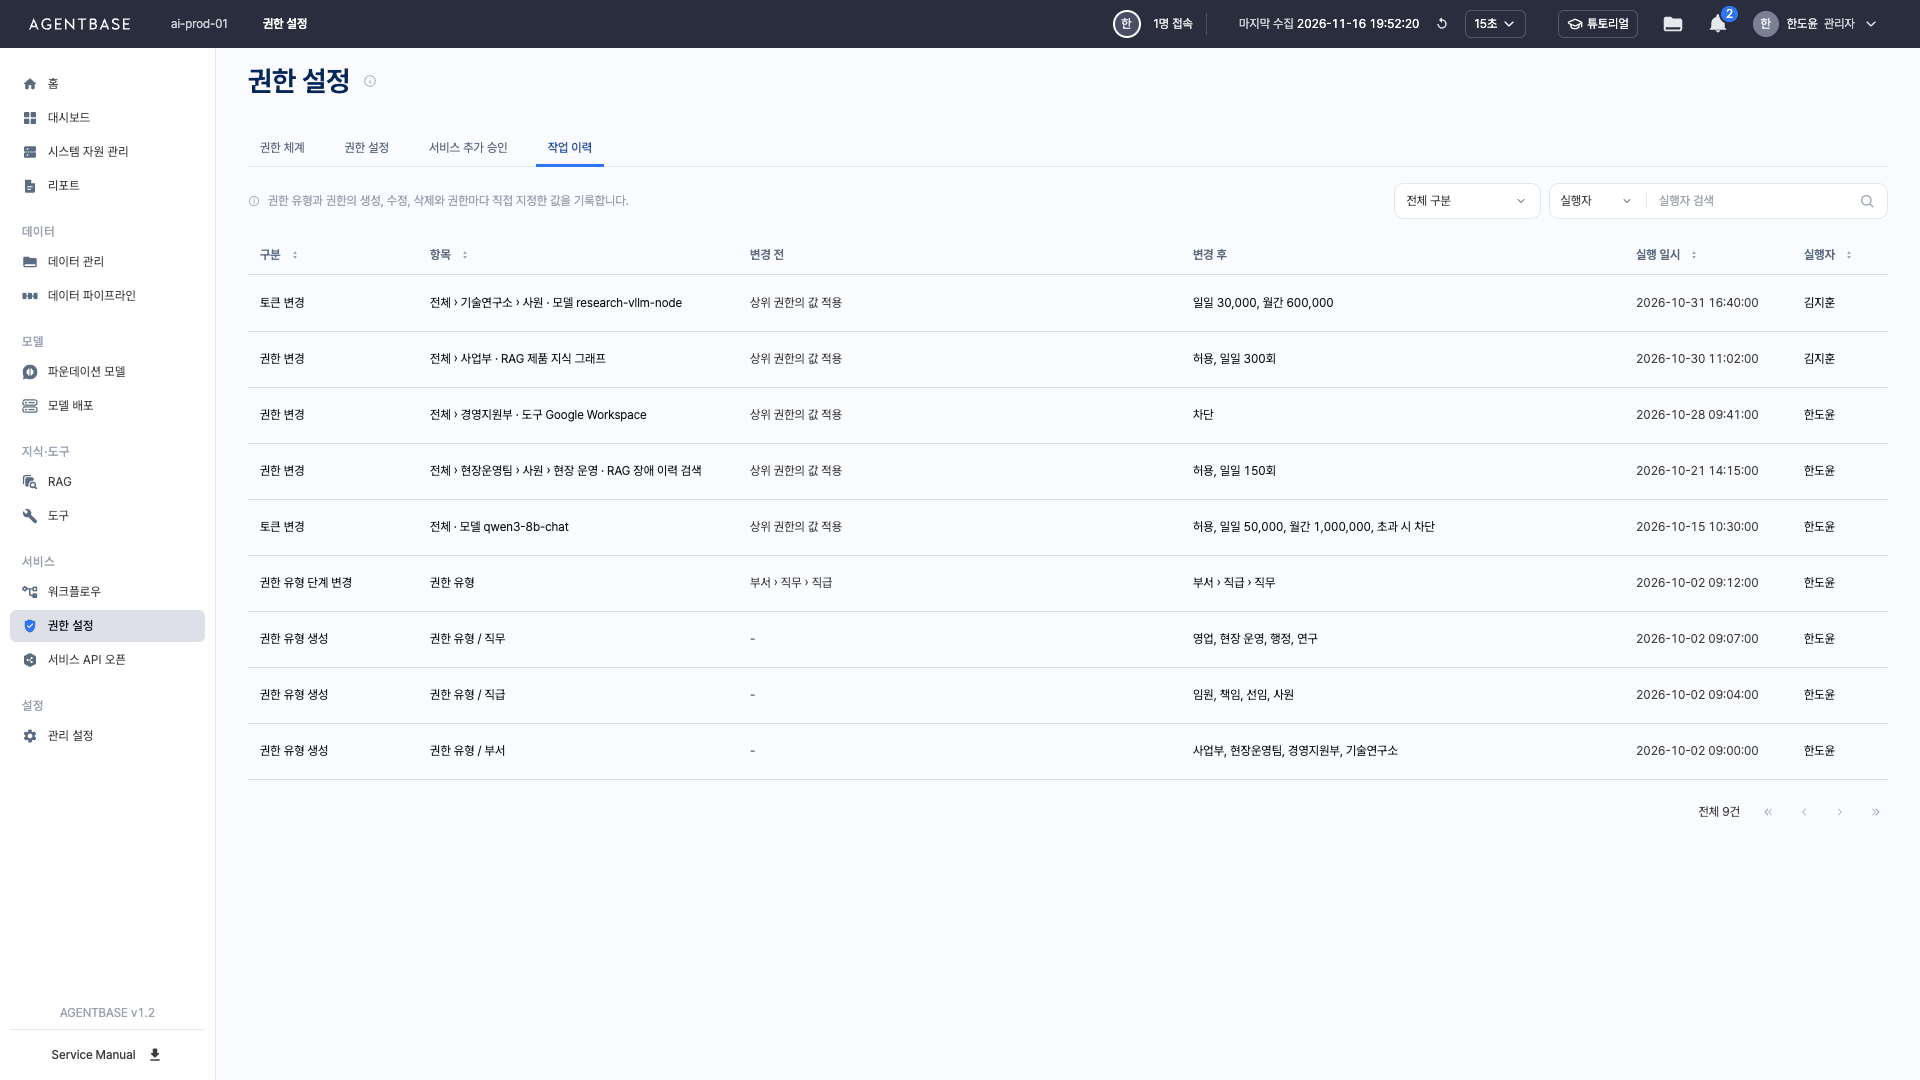 AGENTBASE ai-prod-01 권한 설정 한 1명 접속 마지막 수집 2026-11-16 19:52:20 15초 튜토리얼 2 한 한도윤 관리자
홈
대시보드
시스템 자원 관리
리포트
데이터
데이터 관리
데이터 파이프라인
모델
파운데이션 모델
모델 배포
지식·도구
RAG
도구
서비스
워크플로우
권한 설정
서비스 API 오픈
설정
관리 설정
AGENTBASE v1.2
Service Manual
권한 설정
권한 체계 권한 설정 서비스 추가 승인 작업 이력
권한 유형과 권한의 생성, 수정, 삭제와 권한마다 직접 지정한 값을 기록합니다. 전체 구분 실행자 실행자 검색
구분 항목 변경 전 변경 후 실행 일시 실행자
토큰 변경 전체 › 기술연구소 › 사원 · 모델 research-vllm-node 상위 권한의 값 적용 일일 30,000, 월간 600,000 2026-10-31 16:40:00 김지훈
권한 변경 전체 › 사업부 · RAG 제품 지식 그래프 상위 권한의 값 적용 허용, 일일 300회 2026-10-30 11:02:00 김지훈
권한 변경 전체 › 경영지원부 · 도구 Google Workspace 상위 권한의 값 적용 차단 2026-10-28 09:41:00 한도윤
권한 변경 전체 › 현장운영팀 › 사원 › 현장 운영 · RAG 장애 이력 검색 상위 권한의 값 적용 허용, 일일 150회 2026-10-21 14:15:00 한도윤
토큰 변경 전체 · 모델 qwen3-8b-chat 상위 권한의 값 적용 허용, 일일 50,000, 월간 1,000,000, 초과 시 차단 2026-10-15 10:30:00 한도윤
권한 유형 단계 변경 권한 유형 부서 › 직무 › 직급 부서 › 직급 › 직무 2026-10-02 09:12:00 한도윤
권한 유형 생성 권한 유형 / 직무 - 영업, 현장 운영, 행정, 연구 2026-10-02 09:07:00 한도윤
권한 유형 생성 권한 유형 / 직급 - 임원, 책임, 선임, 사원 2026-10-02 09:04:00 한도윤
권한 유형 생성 권한 유형 / 부서 - 사업부, 현장운영팀, 경영지원부, 기술연구소 2026-10-02 09:00:00 한도윤
전체 9건 « ‹ › »